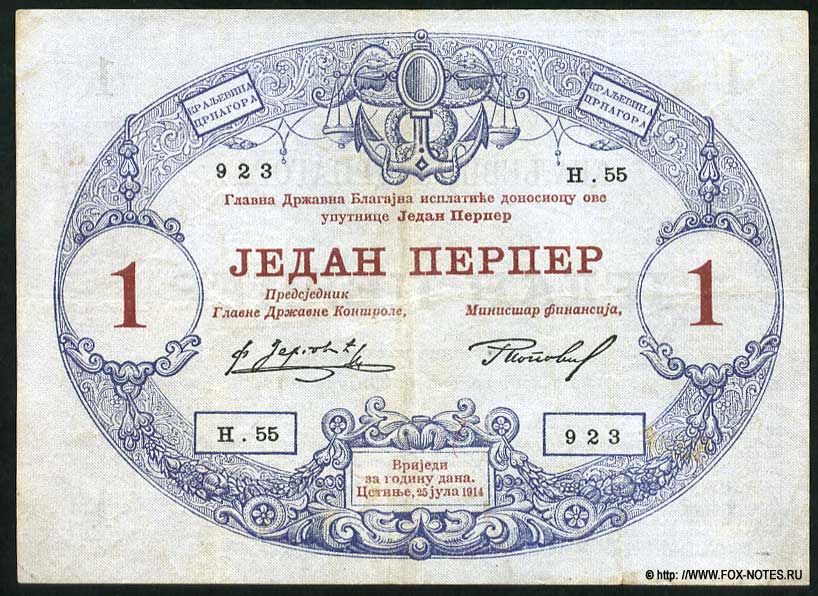 КРАЉЕВИНА
ЦРНАГОРА
КРАЉЕВИНА
ЦРНАГОРА
923
Н. 55
Главна Државна Благајна исплатиће доносиоцу ове
упутнице Један Перпер
ЈЕДАН ПЕРПЕР
1
1
Предсједник
Главне Државне Контроле,
Министар финансија,
Н. 55
923
Вриједи
за годину дана.
Цетиње, 25 јула 1914
© http: //WWW.FOX-NOTES.RU